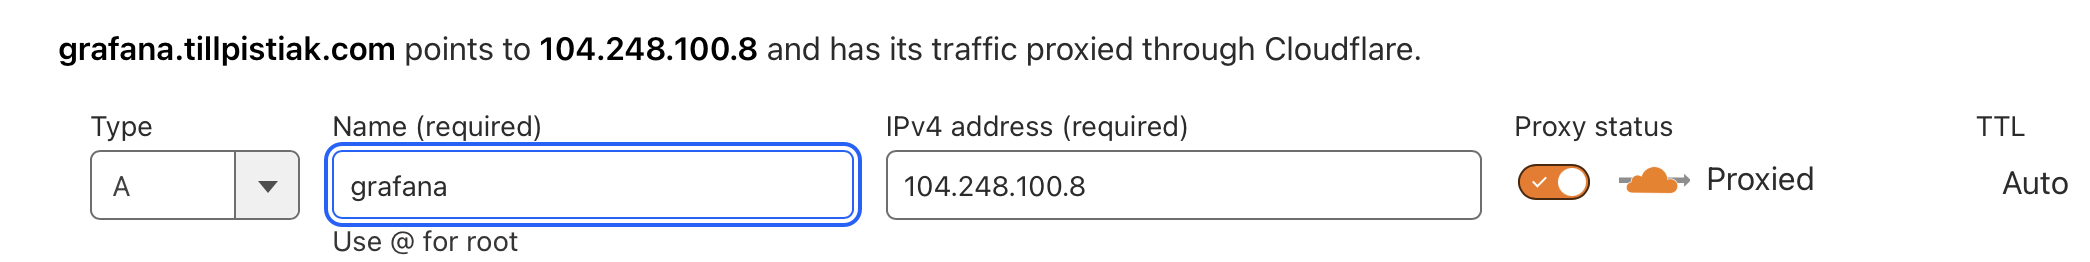 grafana.tillpistiak.com points to 104.248.100.8 and has its traffic proxied through Cloudflare.
Type Name (required) IPv4 address (required) Proxy status TTL
A grafana 104.248.100.8 Proxied Auto
Use @ for root